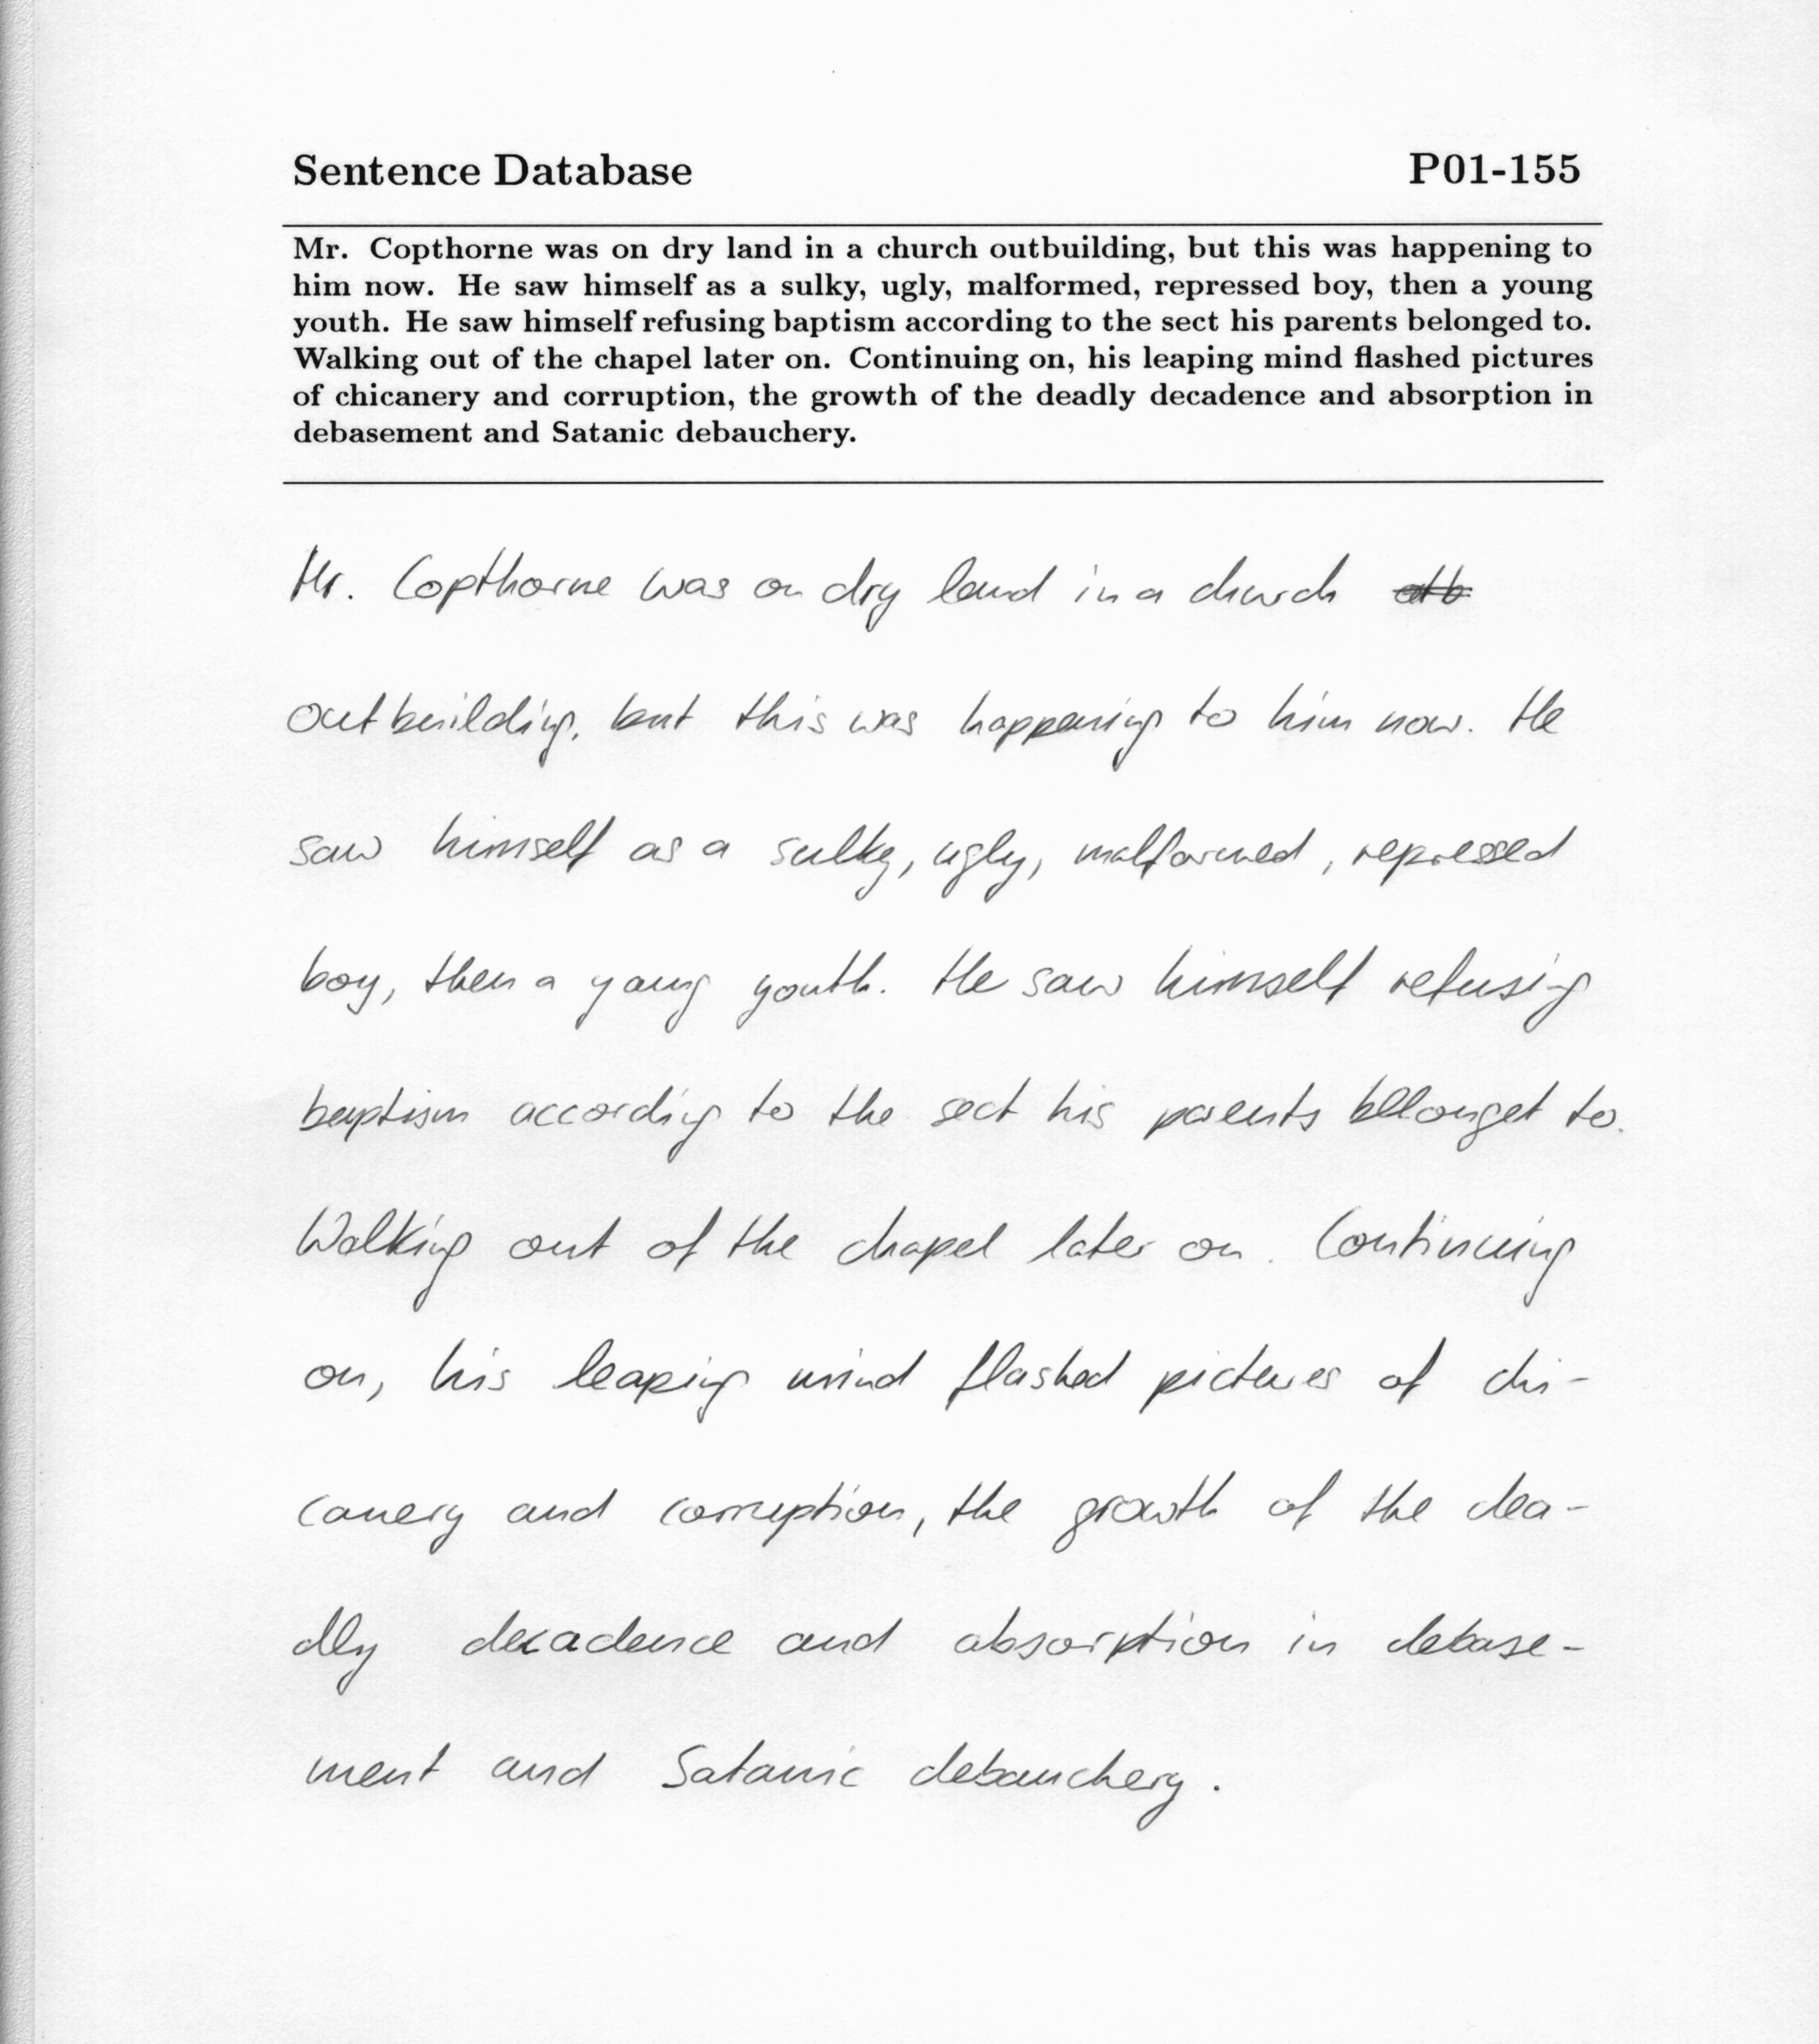 Sentence Database P01-155
Mr. Copthorne was on dry land in a church outbuilding, but this was happening to
him now. He saw himself as a sulky, ugly, malformed, repressed boy, then a young
youth. He saw himself refusing baptism according to the sect his parents belonged to.
Walking out of the chapel later on. Continuing on, his leaping mind flashed pictures
of chicanery and corruption, the growth of the deadly decadence and absorption in
debasement and Satanic debauchery.
Mr. Copthorne was on dry land in a church
outbuilding, but this was happening to him now. He
saw himself as a sulky, ugly, malformed, repressed
boy, then a young youth. He saw himself refusing
baptism according to the sect his parents bellonget to.
Walking out of the chapel later on. Continuing
on, his leaping mind flashed pictures of chi-
canery and corruption, the growth of the dea-
dly decadence and absorption in debase-
ment and Satanic debauchery.